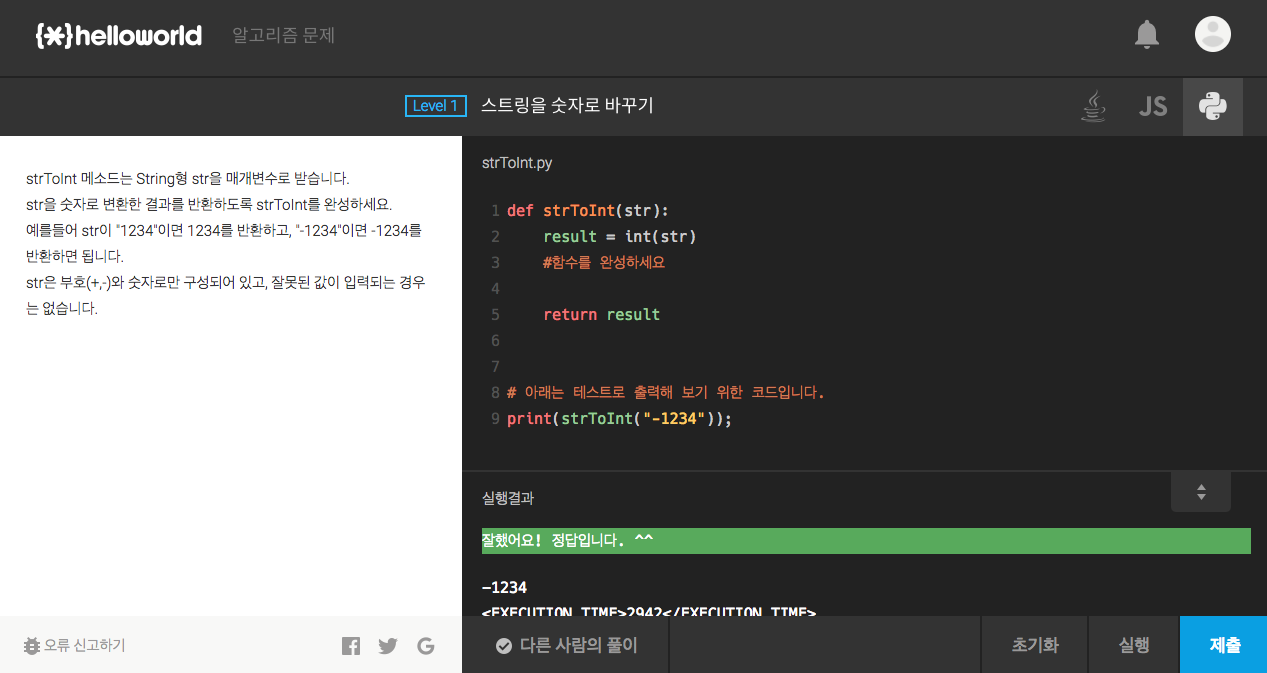 {*}helloworld 알고리즘 문제
Level 1 스트링을 숫자로 바꾸기
JS
strToInt 메소드는 String형 str을 매개변수로 받습니다.
str을 숫자로 변환한 결과를 반환하도록 strToInt를 완성하세요.
예를들어 str이 "1234"이면 1234를 반환하고, "-1234"이면 -1234를
반환하면 됩니다.
str은 부호(+,-)와 숫자로만 구성되어 있고, 잘못된 값이 입력되는 경우
는 없습니다.
오류 신고하기
strToInt.py
1 def strToInt(str):
2     result = int(str)
3     #함수를 완성하세요
4
5     return result
6
7
8 # 아래는 테스트로 출력해 보기 위한 코드입니다.
9 print(strToInt("-1234"));
실행결과
잘했어요! 정답입니다. ^^
-1234
<EXECUTION_TIME>2942</EXECUTION_TIME>
다른 사람의 풀이
초기화
실행
제출